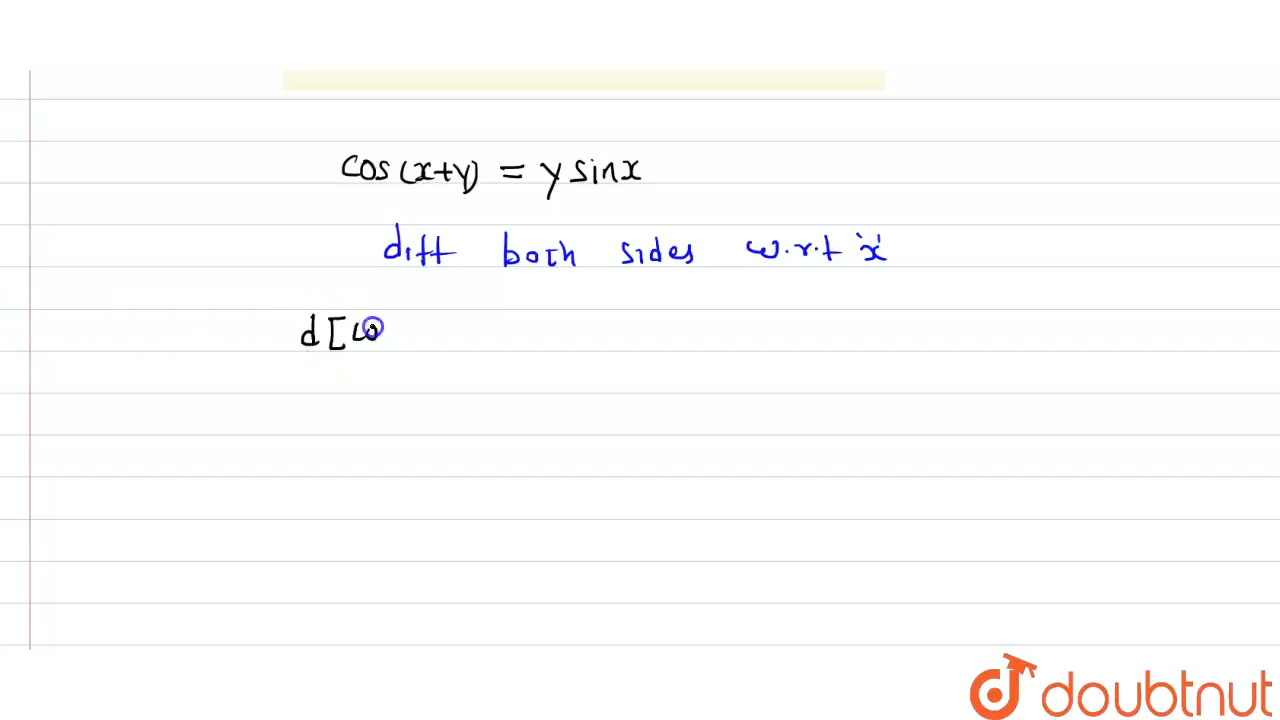 cos(x+y) = y sinx
diff both sides w.r.t 'x'
d[co
doubtnut